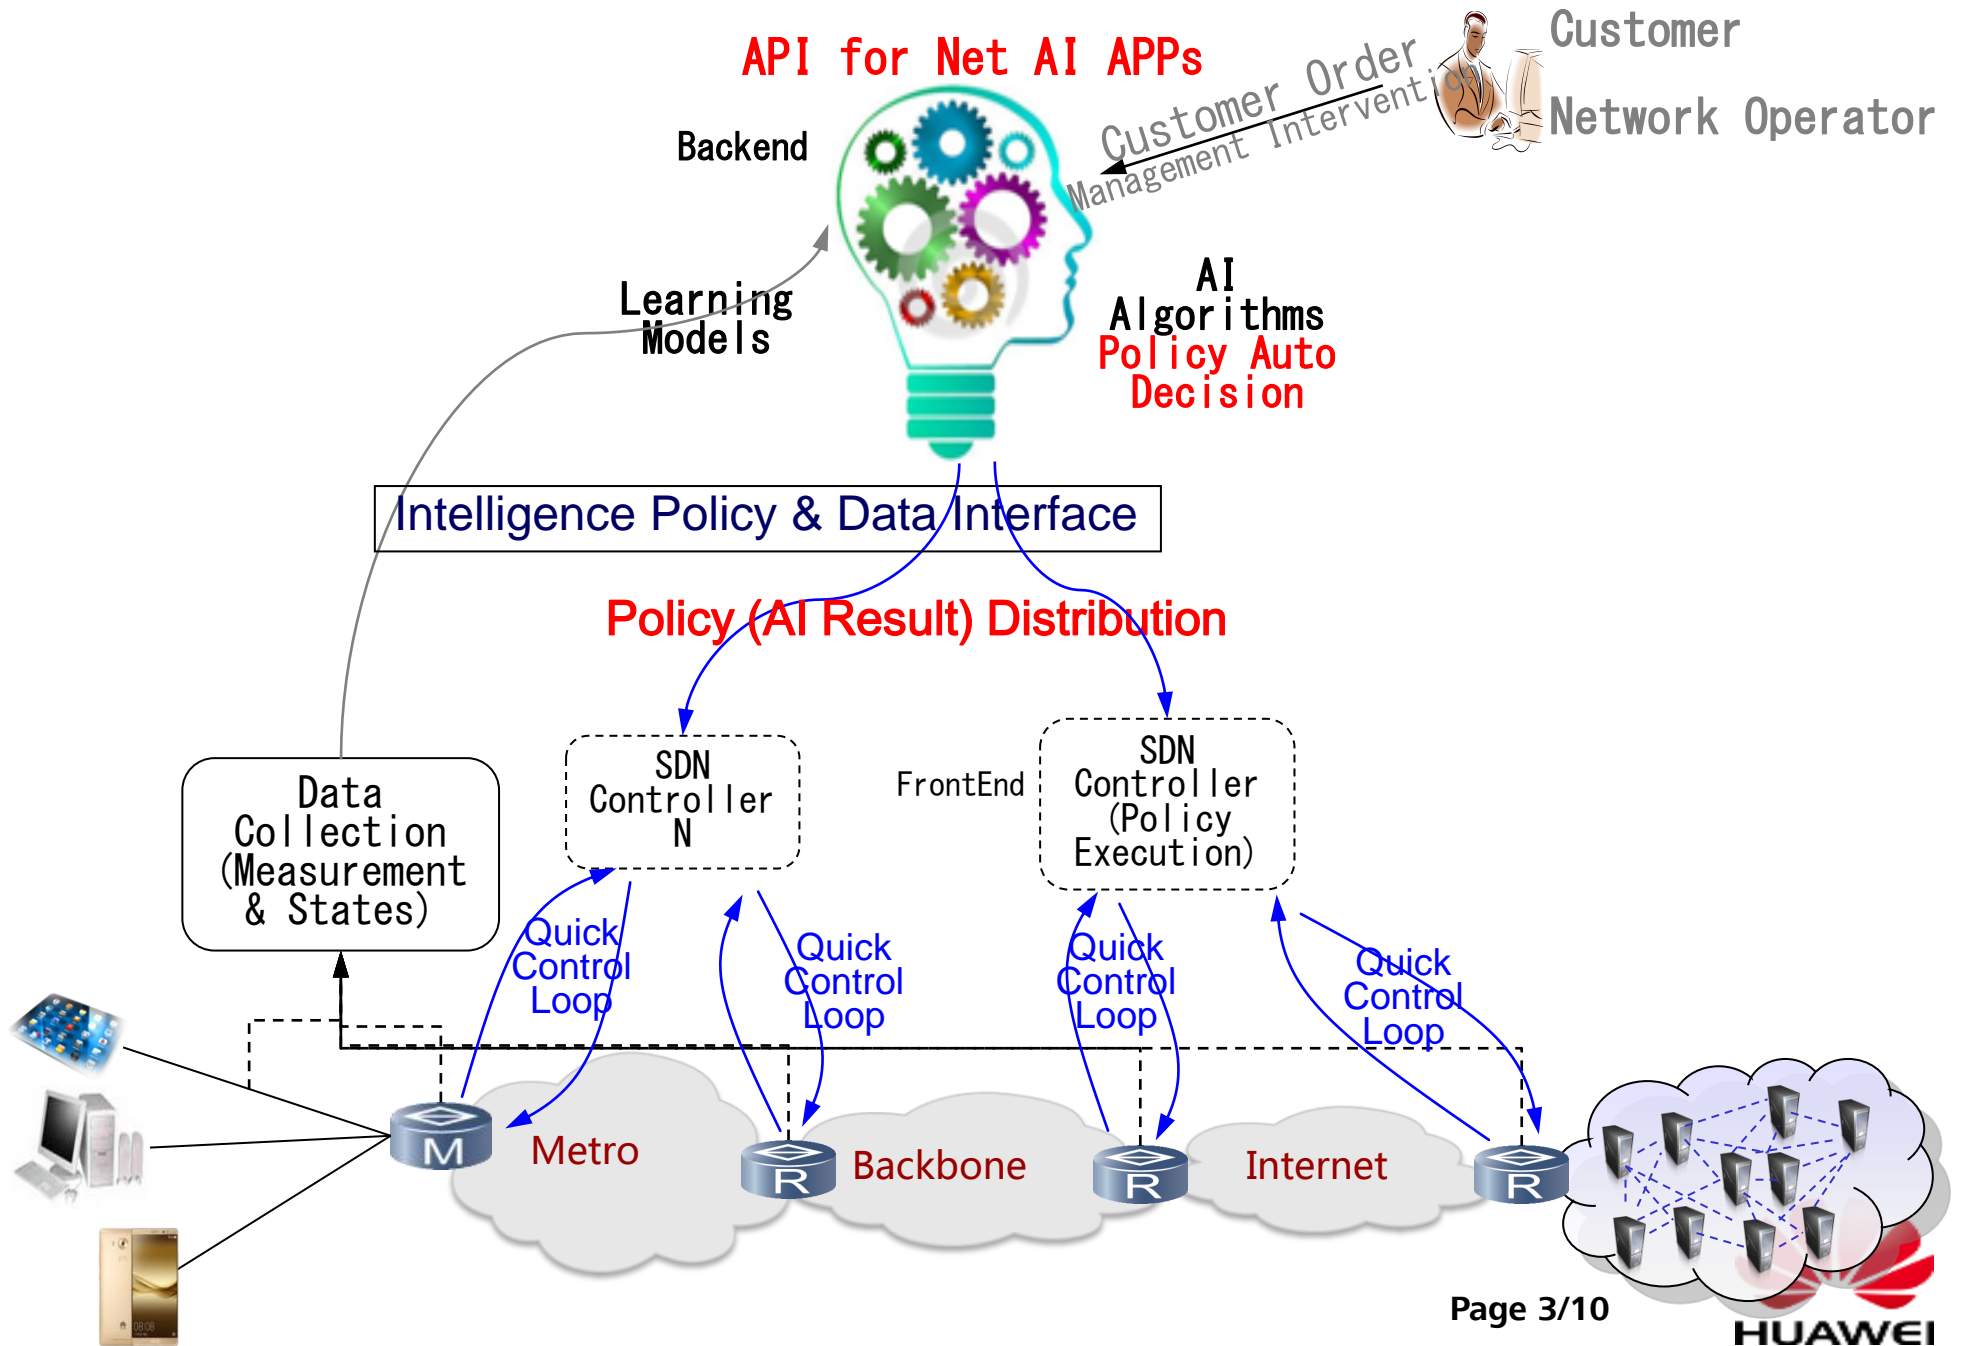 API for Net AI APPs
Customer
Network Operator
Customer Order
Management Intervention
Backend
Learning
Models
AI
Algorithms
Policy Auto
Decision
Intelligence Policy & Data Interface
Policy (AI Result) Distribution
Data
Collection
(Measurement
& States)
SDN
Controller
N
FrontEnd
SDN
Controller
(Policy
Execution)
Quick
Control
Loop
Quick
Control
Loop
Quick
Control
Loop
Quick
Control
Loop
M
Metro
R
Backbone
R
Internet
R
08:08
Page 3/10
HUAWEI